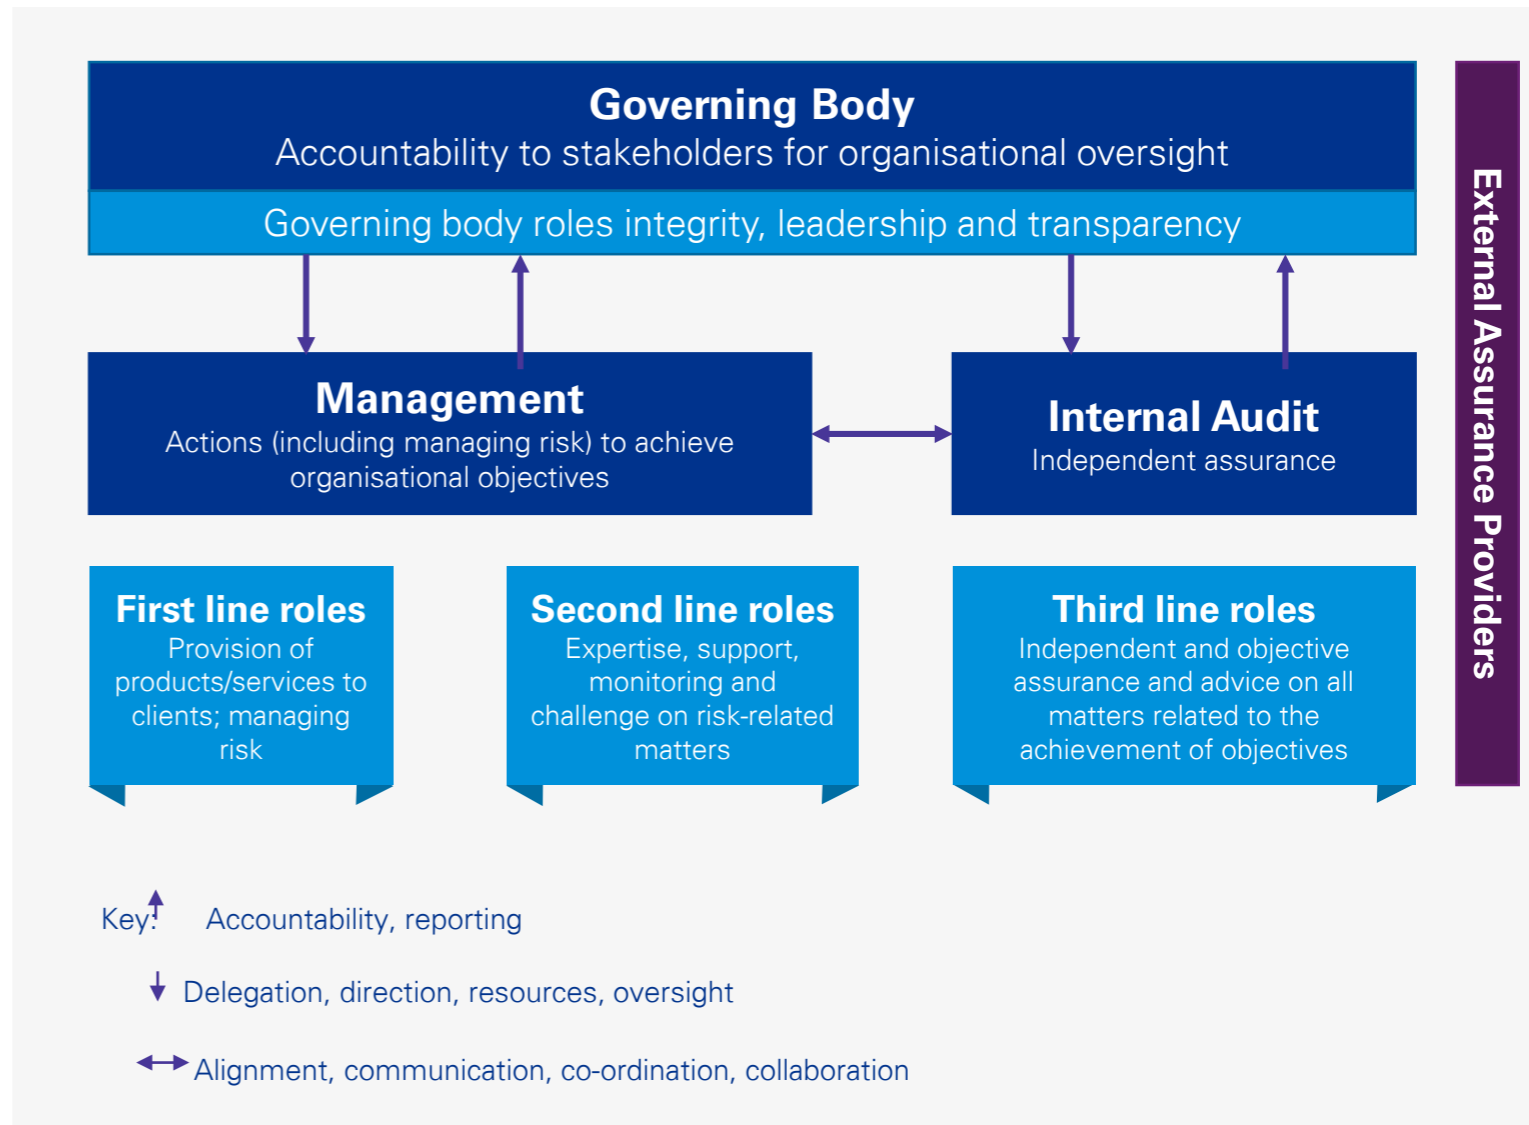 Governing Body
Accountability to stakeholders for organisational oversight
Governing body roles integrity, leadership and transparency
Management
Actions (including managing risk) to achieve
organisational objectives
Internal Audit
Independent assurance
First line roles
Provision of
products/services to
clients; managing
risk
Second line roles
Expertise, support,
monitoring and
challenge on risk-related
matters
Third line roles
Independent and objective
assurance and advice on all
matters related to the
achievement of objectives
External Assurance Providers
Key: Accountability, reporting
Delegation, direction, resources, oversight
Alignment, communication, co-ordination, collaboration